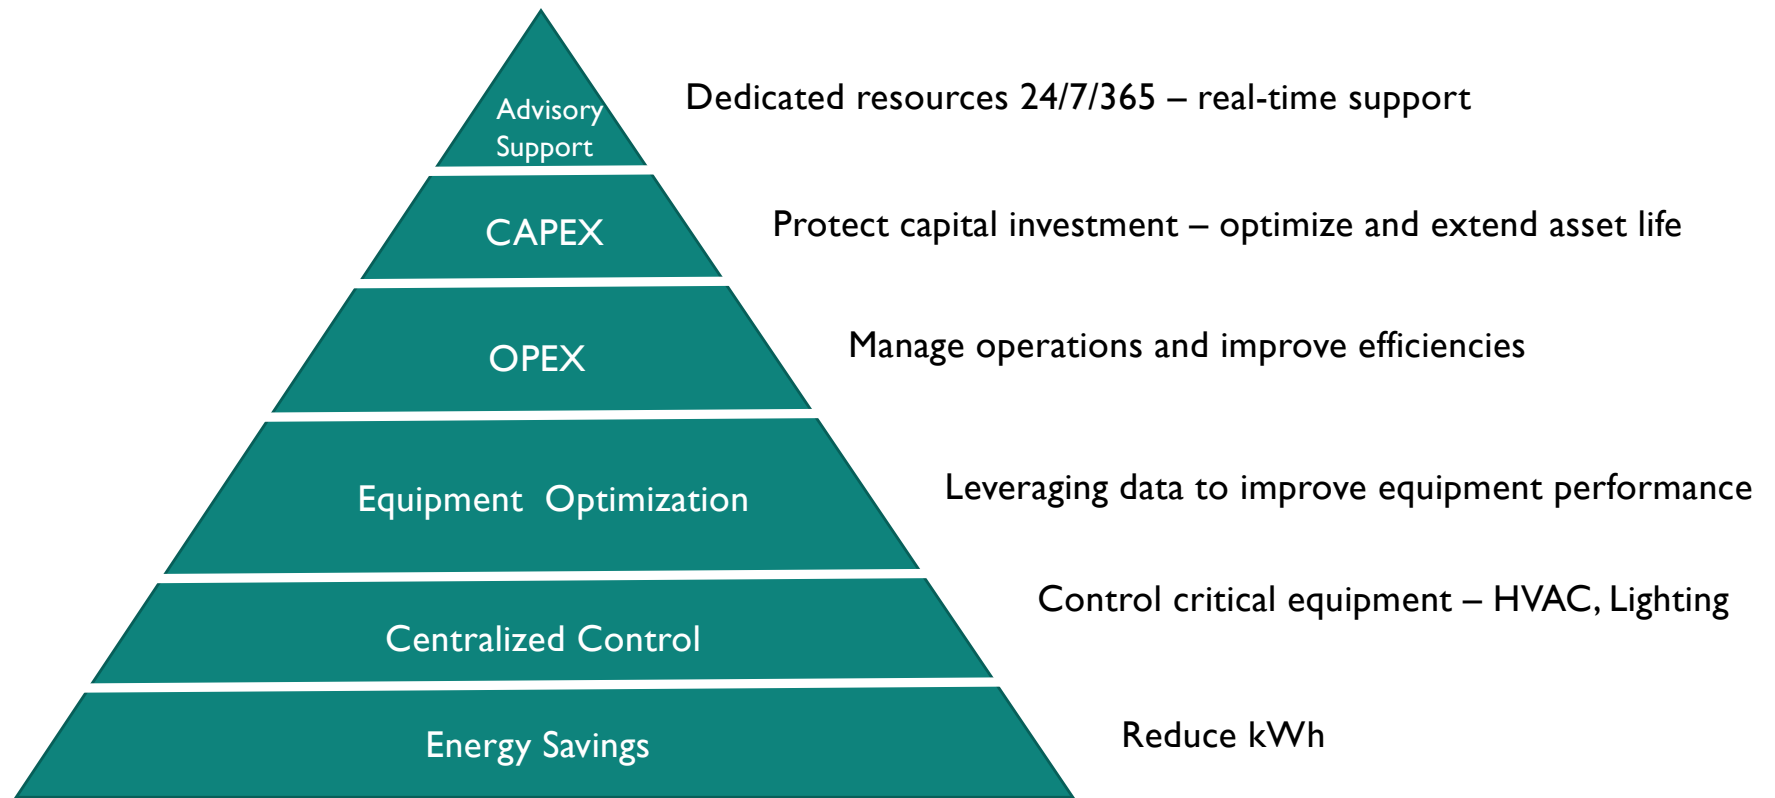 Advisory
Support
Dedicated resources 24/7/365 – real-time support
CAPEX
Protect capital investment – optimize and extend asset life
OPEX
Manage operations and improve efficiencies
Equipment  Optimization
Leveraging data to improve equipment performance
Centralized Control
Control critical equipment – HVAC, Lighting
Energy Savings
Reduce kWh